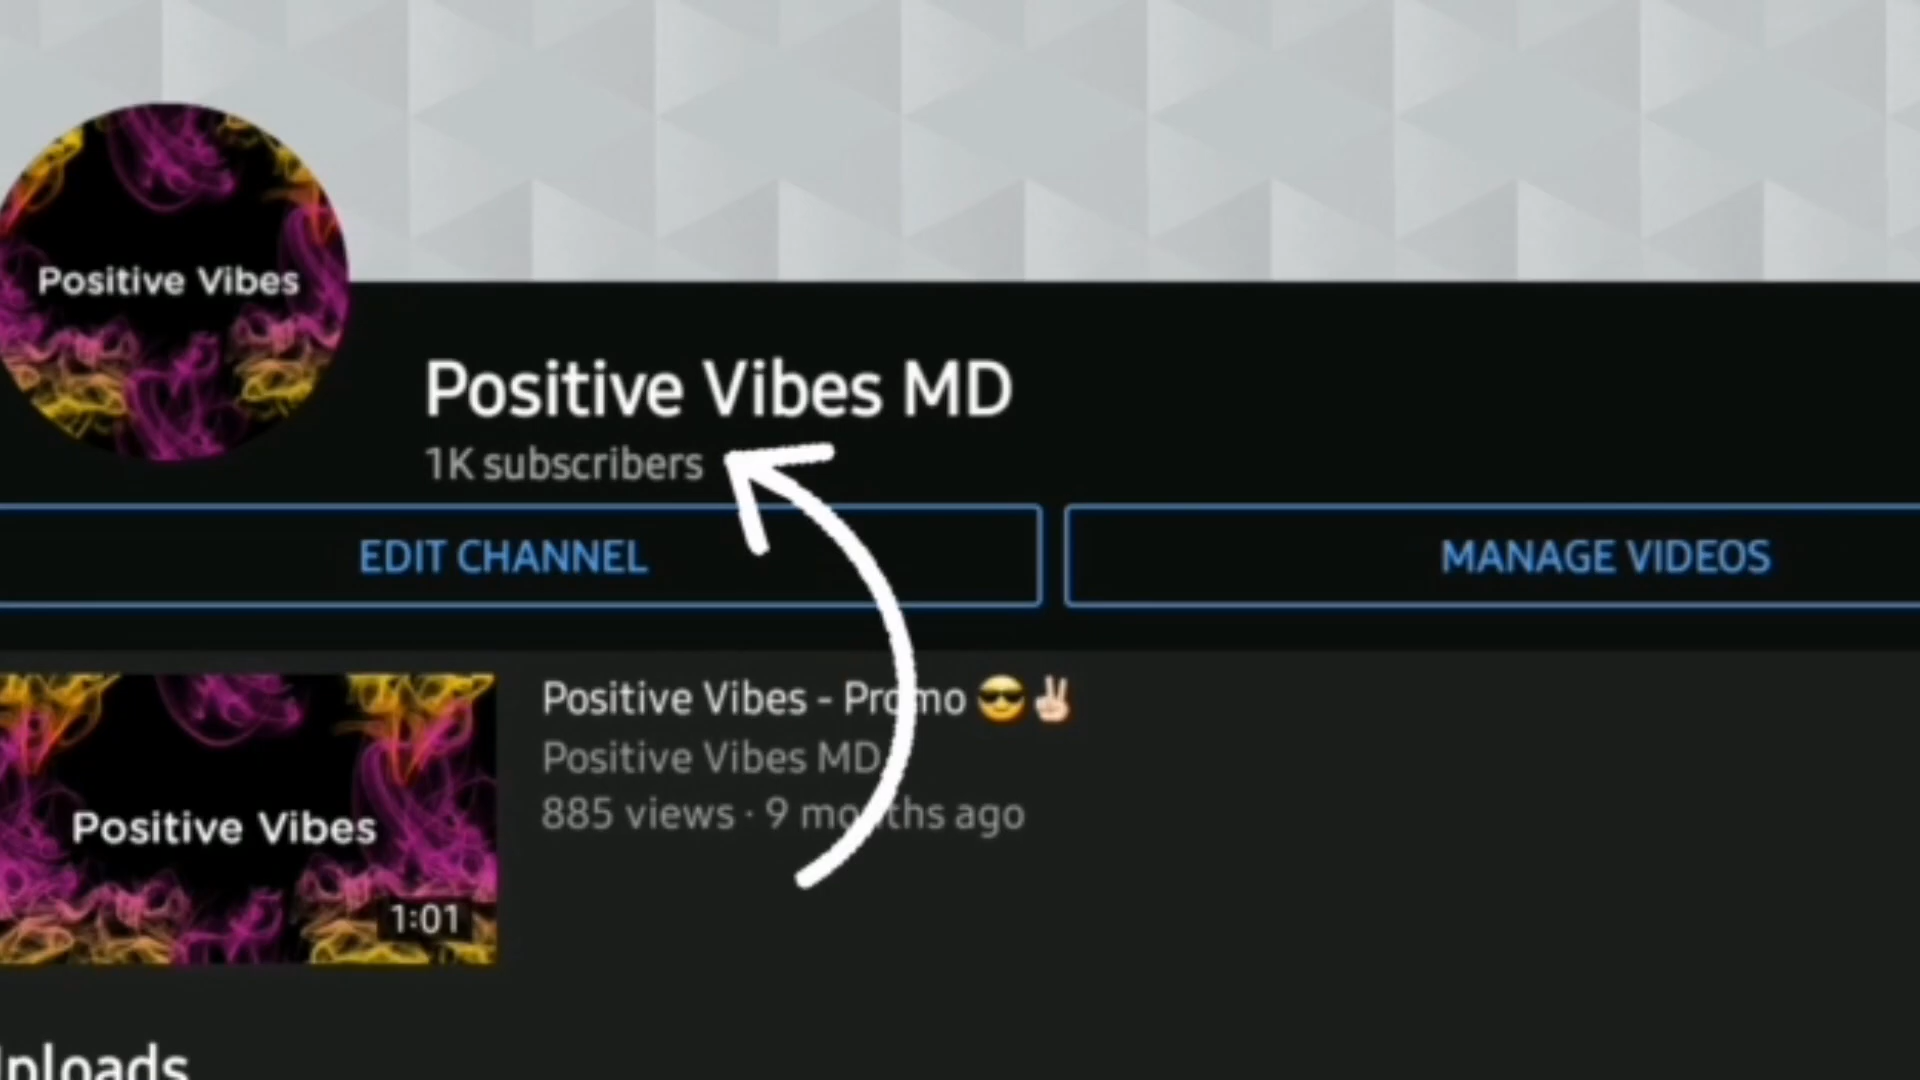 Positive Vibes
Positive Vibes MD
1K subscribers
EDIT CHANNEL
MANAGE VIDEOS
Positive Vibes - Promo 😎✌🏻
Positive Vibes MD
885 views · 9 months ago
Positive Vibes
1:01
Uploads